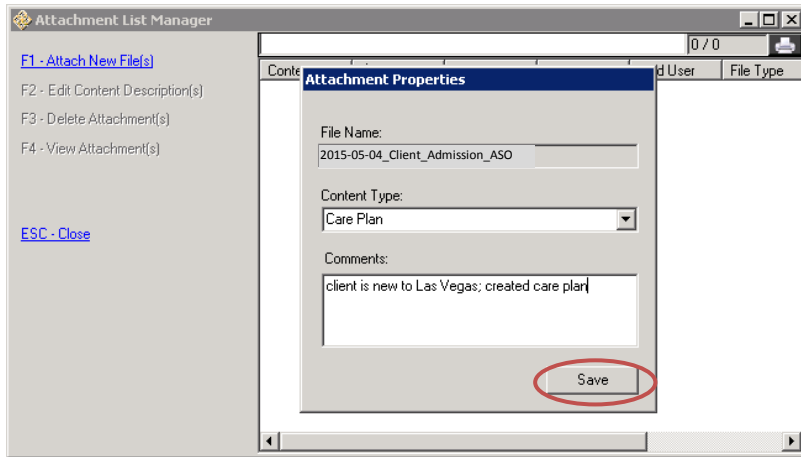 Attachment List Manager
F1 - Attach New File(s)
F2 - Edit Content Description(s)
F3 - Delete Attachment(s)
F4 - View Attachment(s)
ESC - Close
0 / 0
User
File Type
Attachment Properties
File Name:
2015-05-04_Client_Admission_ASO
Content Type:
Care Plan
Comments:
client is new to Las Vegas; created care plan
Save